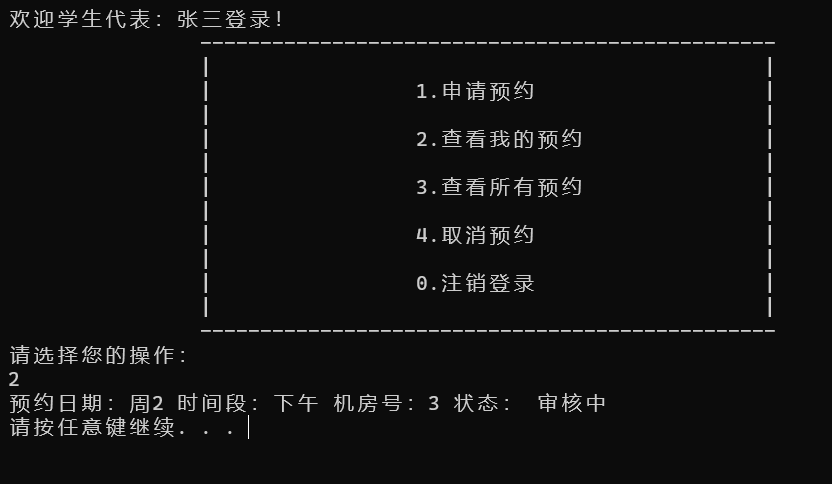 欢迎学生代表：张三登录！
1.申请预约
2.查看我的预约
3.查看所有预约
4.取消预约
0.注销登录
请选择您的操作：
2
预约日期：周2 时间段：下午 机房号：3 状态： 审核中
请按任意键继续. . .